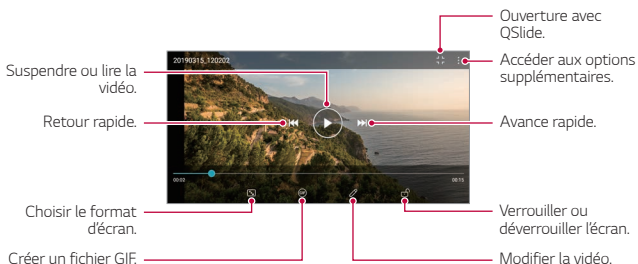 Ouverture avec
QSlide.
20190315_120202
Accéder aux options
supplémentaires.
Suspendre ou lire la
vidéo.
Retour rapide.
Avance rapide.
00:02
00:15
GIF
Choisir le format
d'écran.
Verrouiller ou
déverrouiller l'écran.
Créer un fichier GIF.
Modifier la vidéo.